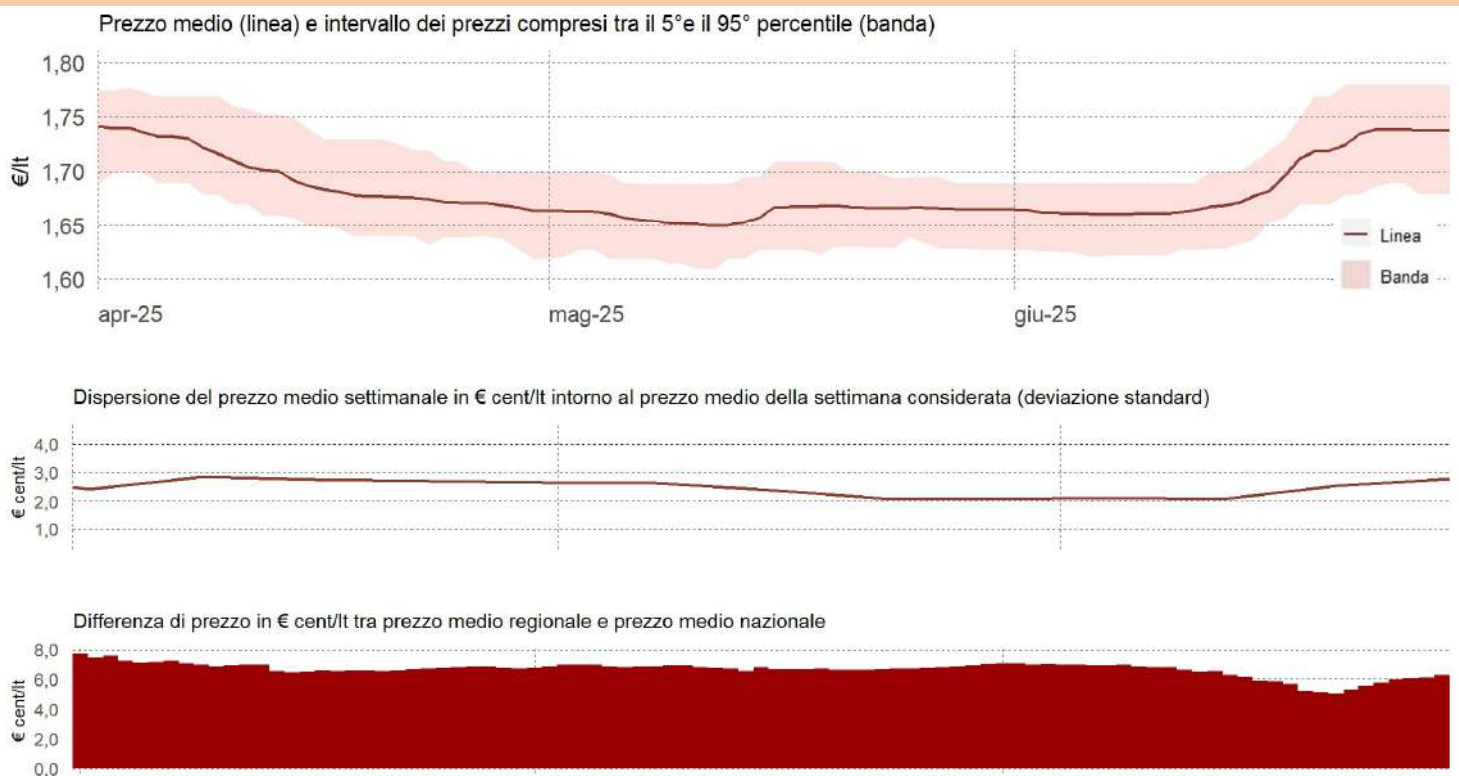 Prezzo medio (linea) e intervallo dei prezzi compresi tra il 5°e il 95° percentile (banda)
1,80
1,75
1,70
1,65
1,60
€/lt
Linea
Banda
apr-25
mag-25
giu-25
Dispersione del prezzo medio settimanale in € cent/lt intorno al prezzo medio della settimana considerata (deviazione standard)
4,0
3,0
2,0
1,0
€ cent/lt
Differenza di prezzo in € cent/lt tra prezzo medio regionale e prezzo medio nazionale
8,0
6,0
4,0
2,0
0,0
€ cent/lt